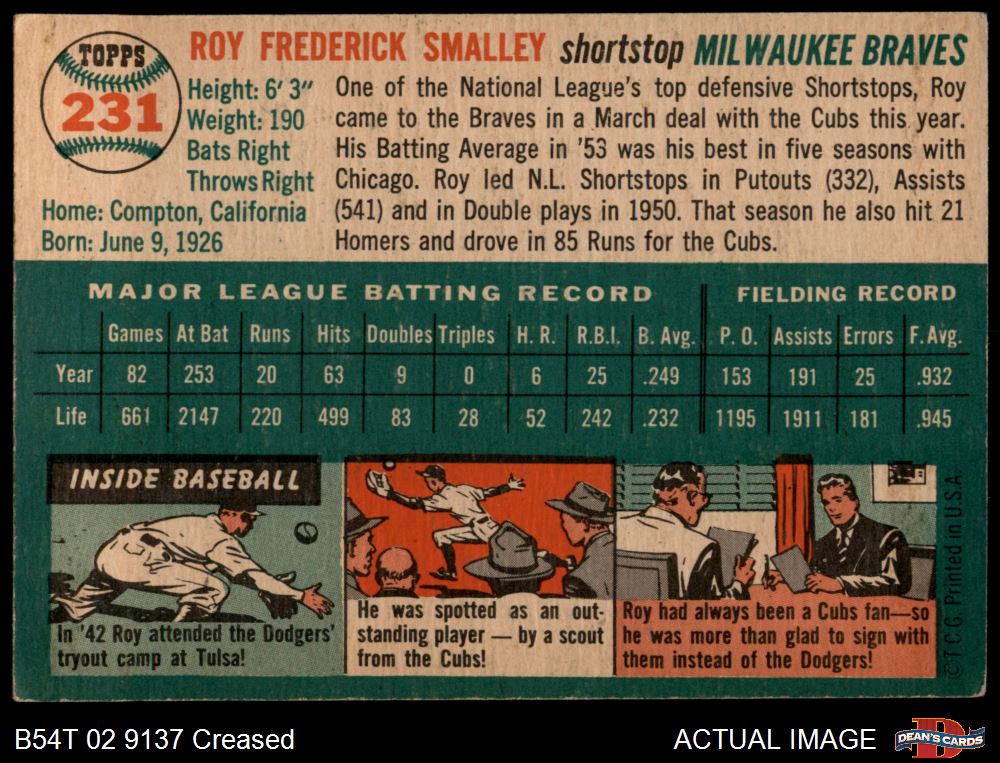 TOPPS
231
ROY FREDERICK SMALLEY shortstop MILWAUKEE BRAVES
Height: 6' 3"
Weight: 190
Bats Right
Throws Right
Home: Compton, California
Born: June 9, 1926
One of the National League's top defensive Shortstops, Roy
came to the Braves in a March deal with the Cubs this year.
His Batting Average in '53 was his best in five seasons with
Chicago. Roy led N.L. Shortstops in Putouts (332), Assists
(541) and in Double plays in 1950. That season he also hit 21
Homers and drove in 85 Runs for the Cubs.
MAJOR LEAGUE BATTING RECORD FIELDING RECORD
Games At Bat Runs Hits Doubles Triples H. R. R.B.I. B. Avg. P. O. Assists Errors F. Avg.
Year 82 253 20 63 9 0 6 25 .249 153 191 25 .932
Life 661 2147 220 499 83 28 52 242 .232 1195 1911 181 .945
INSIDE BASEBALL
In '42 Roy attended the Dodgers'
tryout camp at Tulsa!
He was spotted as an out-
standing player — by a scout
from the Cubs!
Roy had always been a Cubs fan—so
he was more than glad to sign with
them instead of the Dodgers!
© T.C.G. Printed in U.S.A.
B54T 02 9137 Creased
ACTUAL IMAGE
DEAN'S CARDS